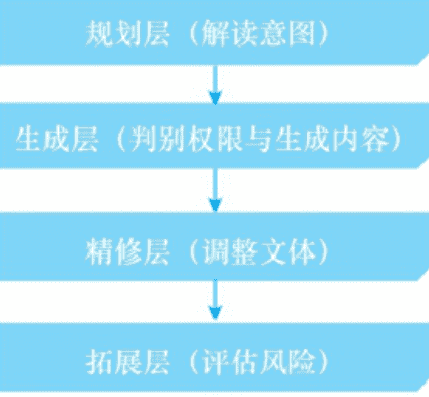 规划层（解读意图）
生成层（判别权限与生成内容）
精修层（调整文体）
拓展层（评估风险）